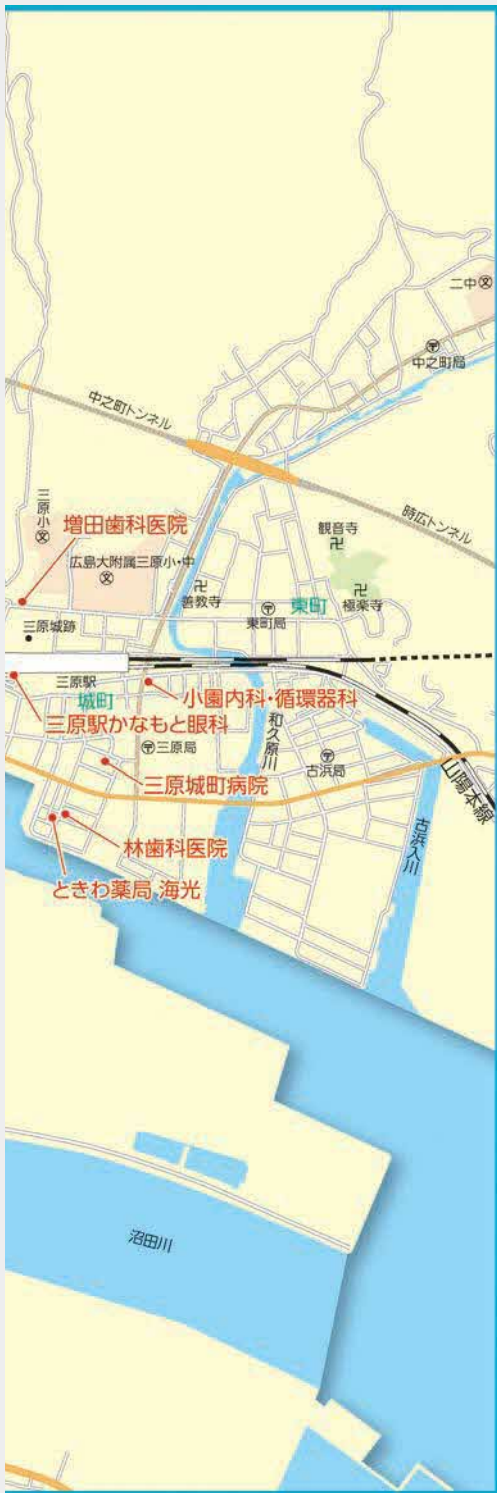 二中
中之町局
中之町トンネル
時広トンネル
三原小
増田歯科医院
広島大附属三原小・中
観音寺
善教寺
東町
極楽寺
東町局
三原城跡
三原駅
城町
小園内科・循環器科
三原駅かなもと眼科
和久原川
三原局
古浜局
三原城町病院
山陽本線
古浜入川
林歯科医院
ときわ薬局 海光
沼田川